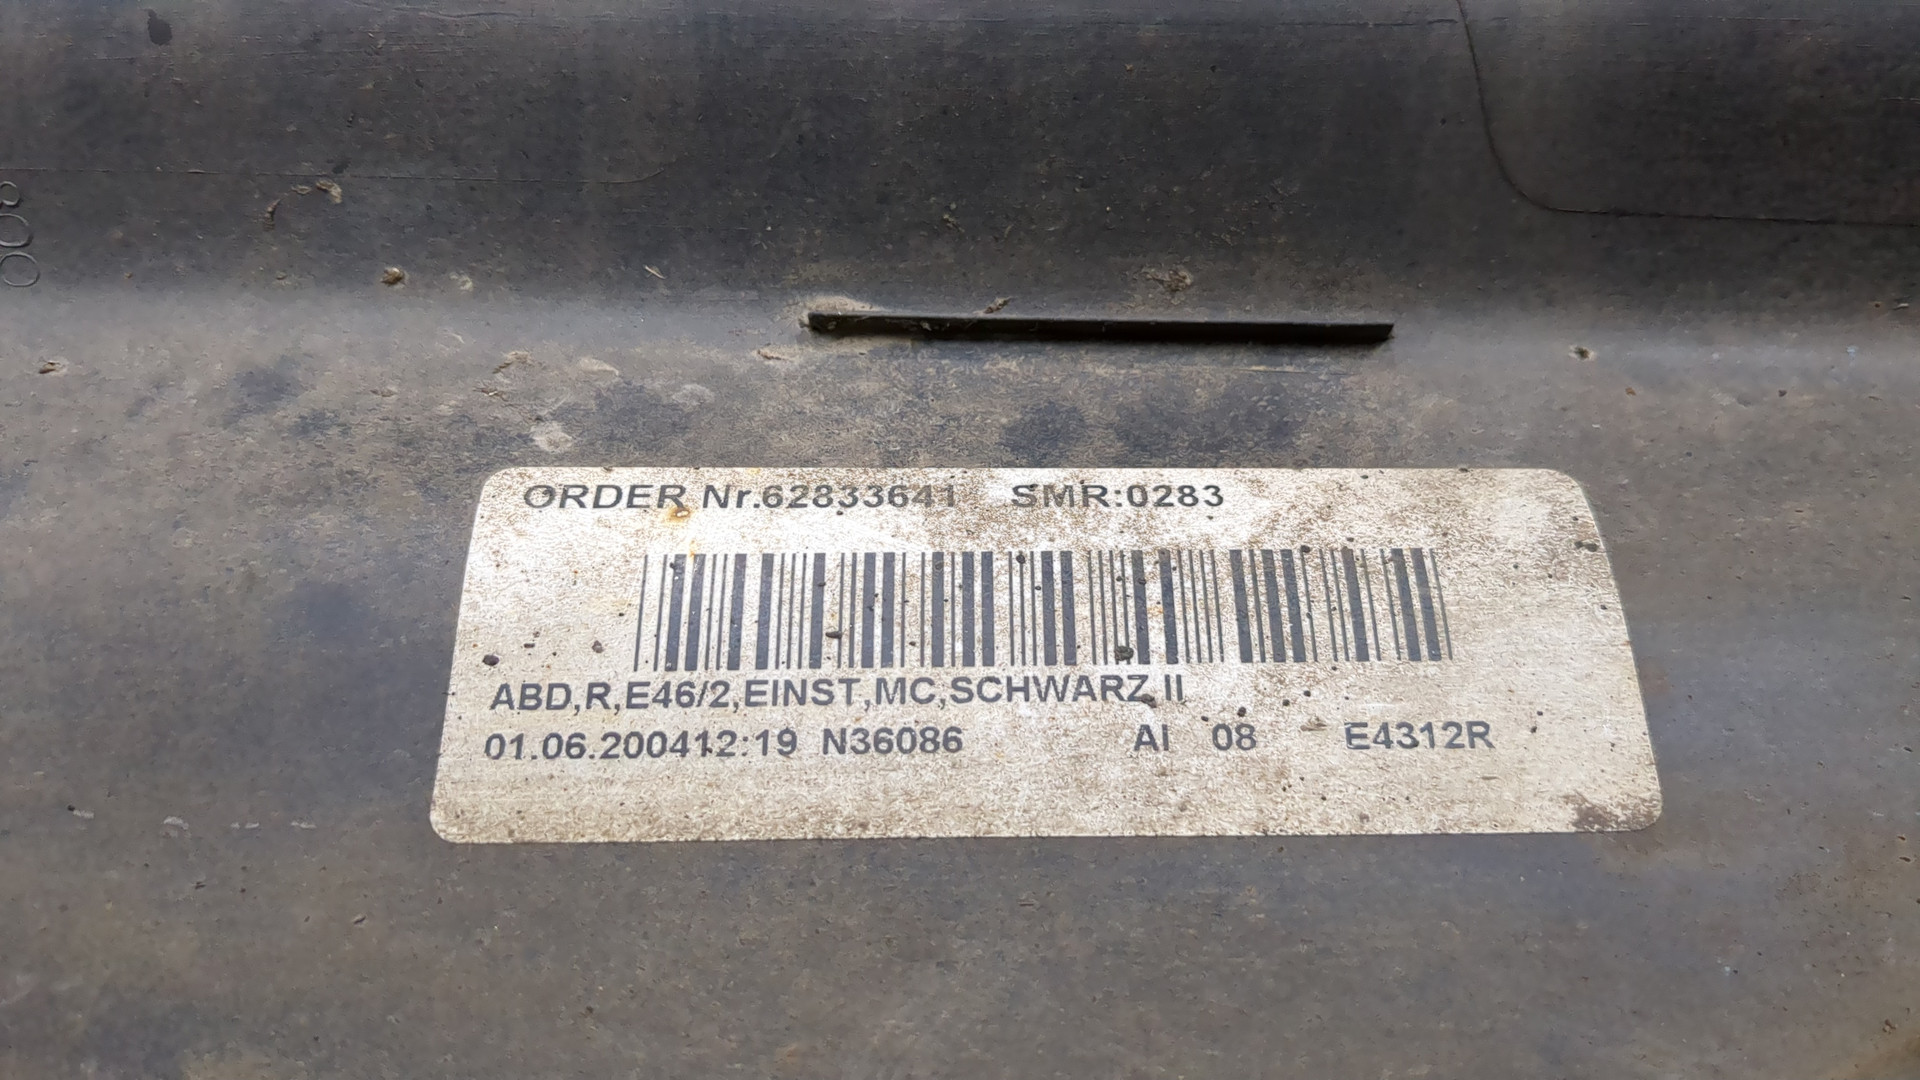 ORDER Nr.62833641 SMR:0283
ABD,R,E46/2,EINST,MC,SCHWARZ,II
01.06.200412:19 N36086 AI 08 E4312R